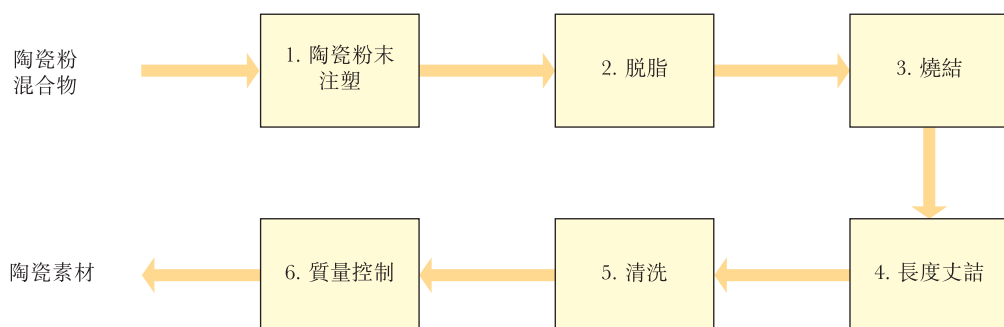 陶瓷粉
混合物
1. 陶瓷粉末
注塑
2. 脱脂
3. 燒結
4. 長度丈詰
5. 清洗
6. 質量控制
陶瓷素材